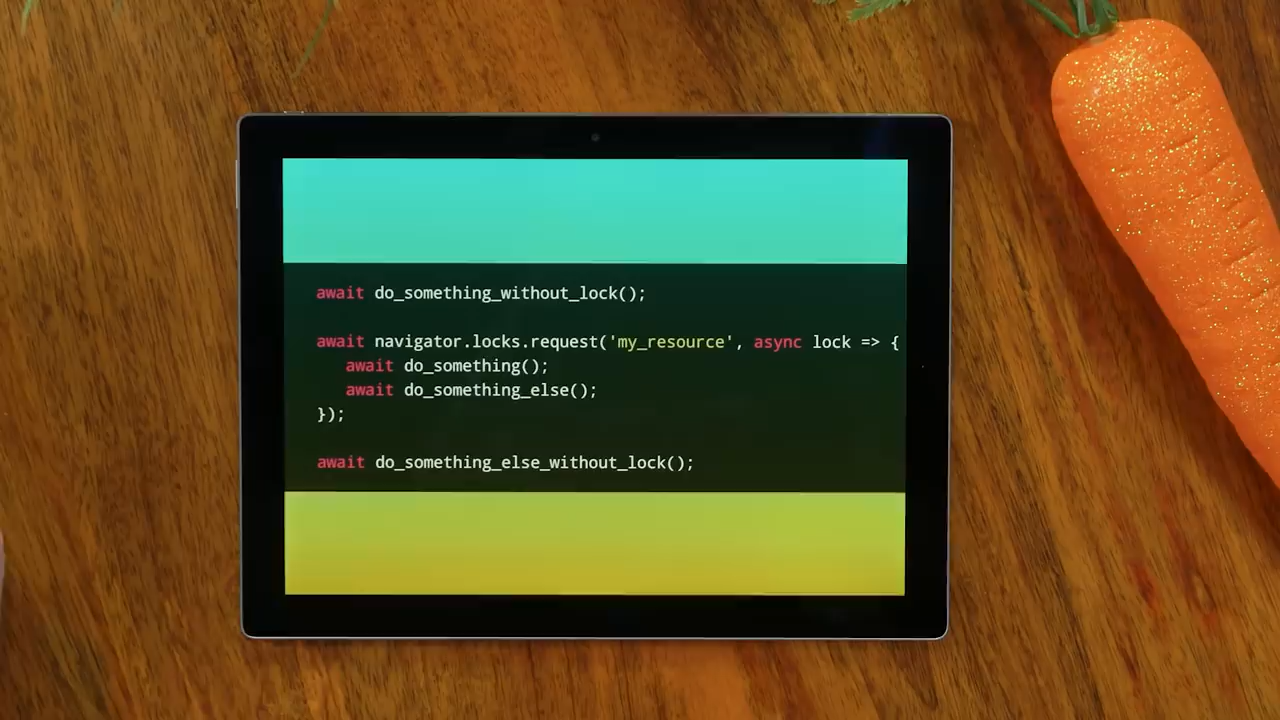 await do_something_without_lock();
await navigator.locks.request('my_resource', async lock => {
await do_something();
await do_something_else();
});
await do_something_else_without_lock();